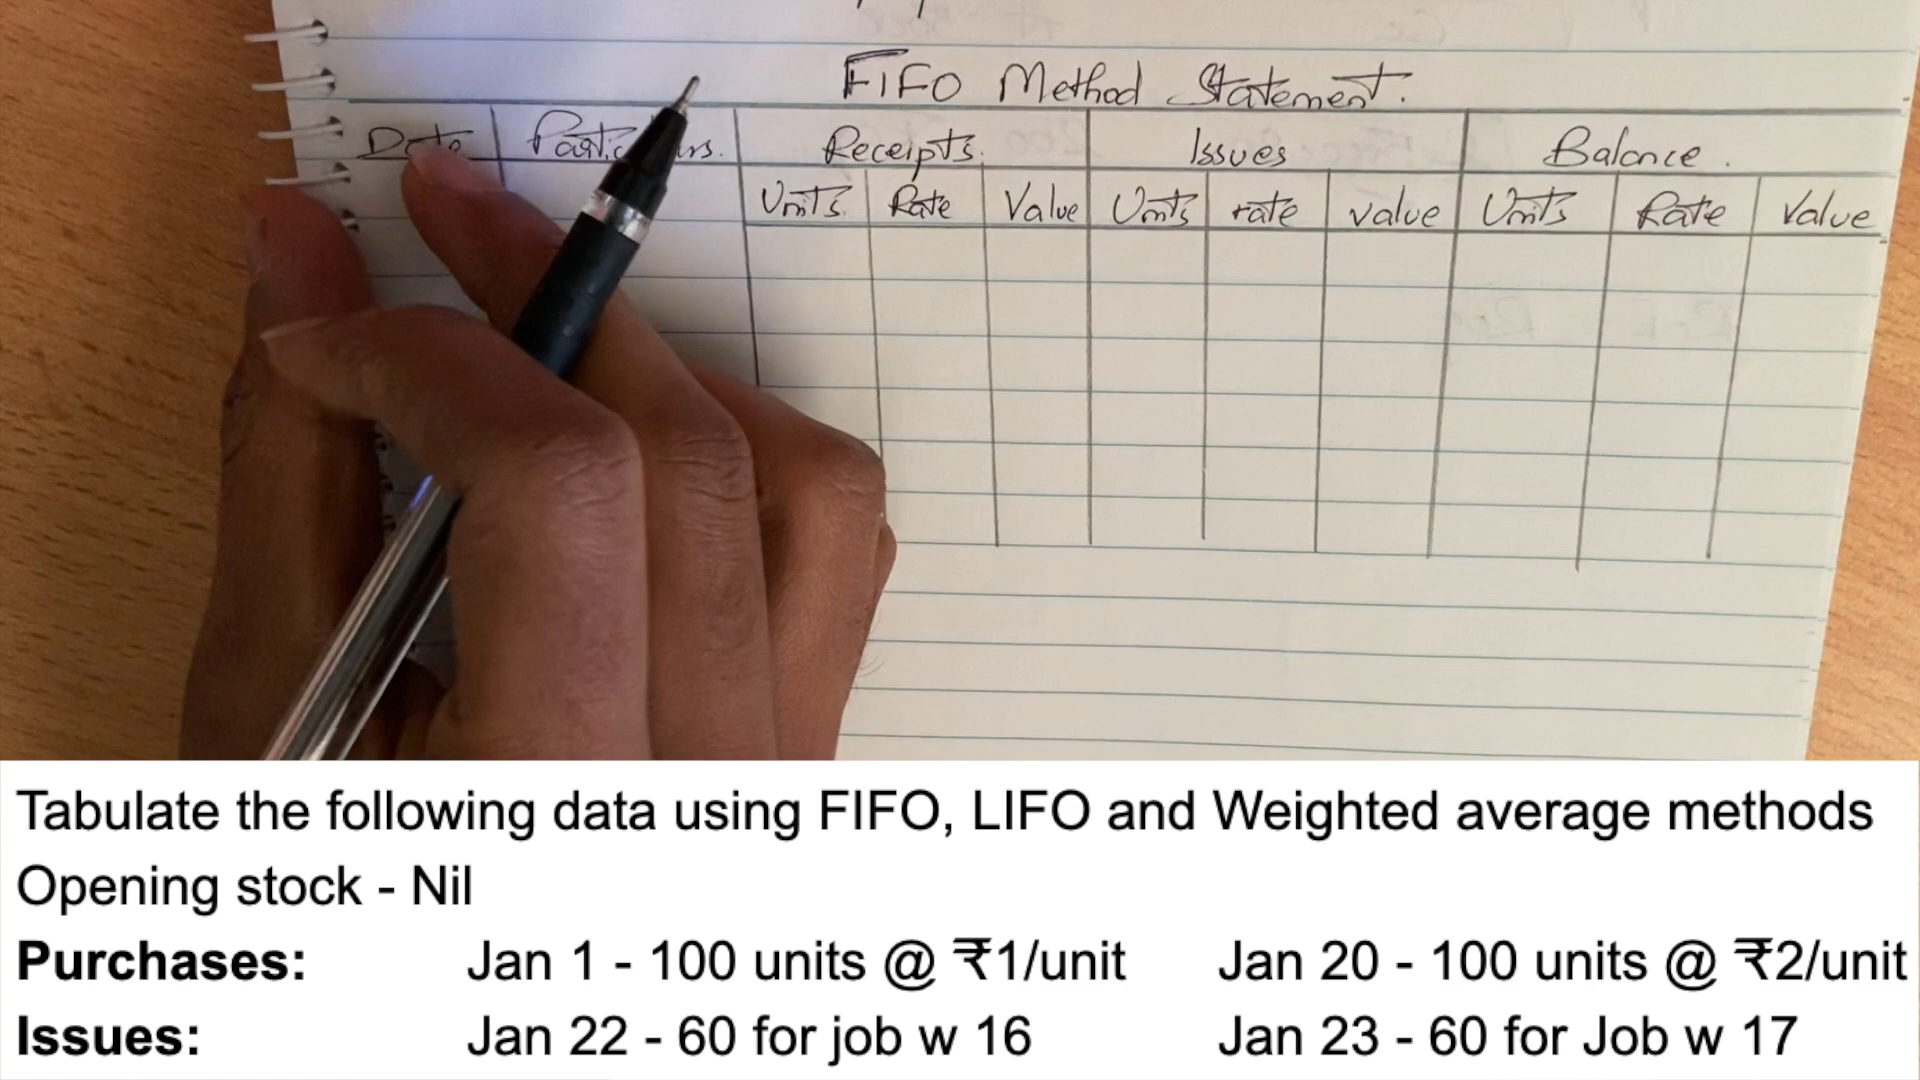 FIFO Method Statement.
Date Receipts. Issues Balance.
Units Rate Value Units rate value Units Rate Value
Tabulate the following data using FIFO, LIFO and Weighted average methods
Opening stock - Nil
Purchases: Jan 1 - 100 units @ ₹1/unit Jan 20 - 100 units @ ₹2/unit
Issues: Jan 22 - 60 for job w 16 Jan 23 - 60 for Job w 17